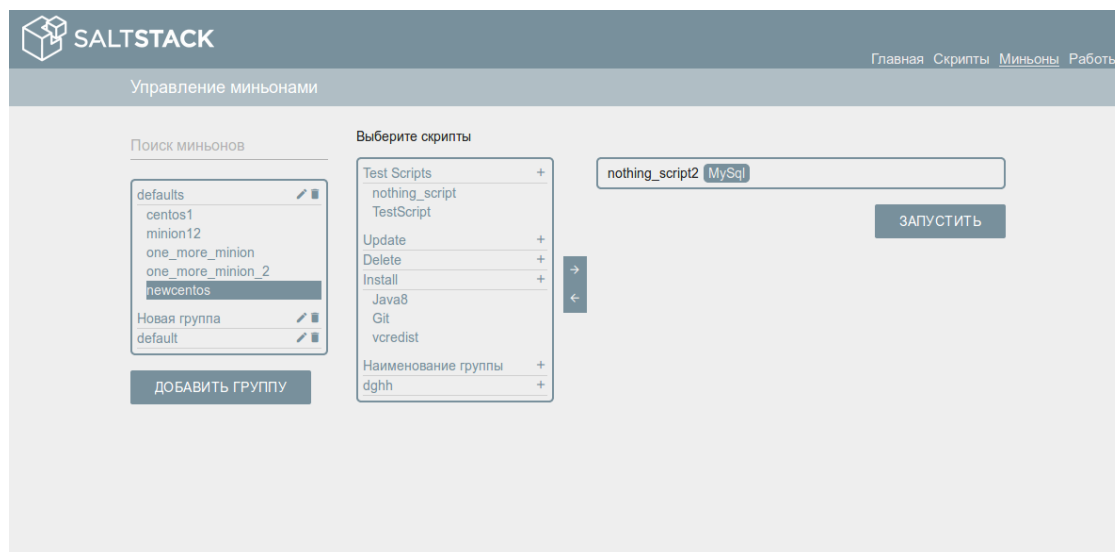 SALTSTACK
Главная Скрипты Миньоны Работы
Управление миньонами
Поиск миньонов
defaults
centos1
minion12
one_more_minion
one_more_minion_2
newcentos
Новая группа
default
ДОБАВИТЬ ГРУППУ
Выберите скрипты
Test Scripts +
nothing_script
TestScript
Update +
Delete +
Install +
Java8
Git
vcredist
Наименование группы +
dghh +
→
←
nothing_script2 MySql
ЗАПУСТИТЬ